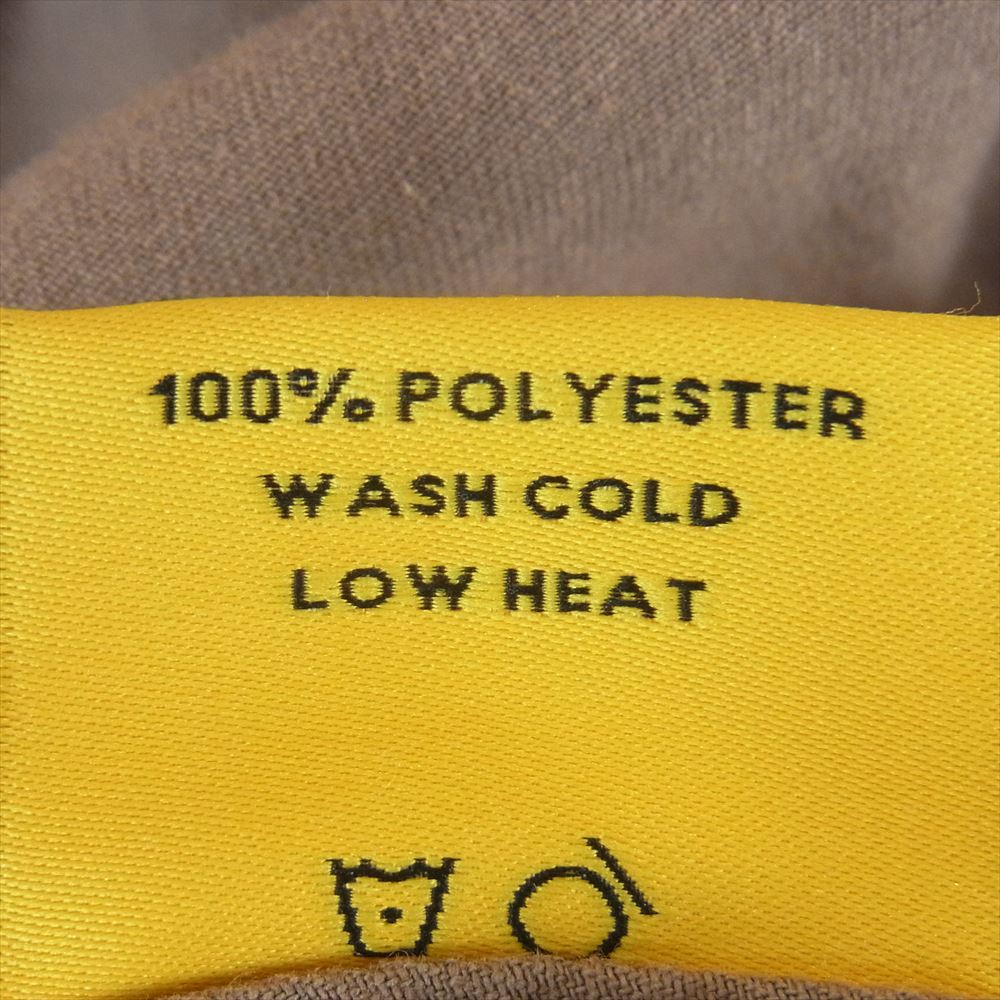 100% POLYESTER
WASH COLD
LOW HEAT